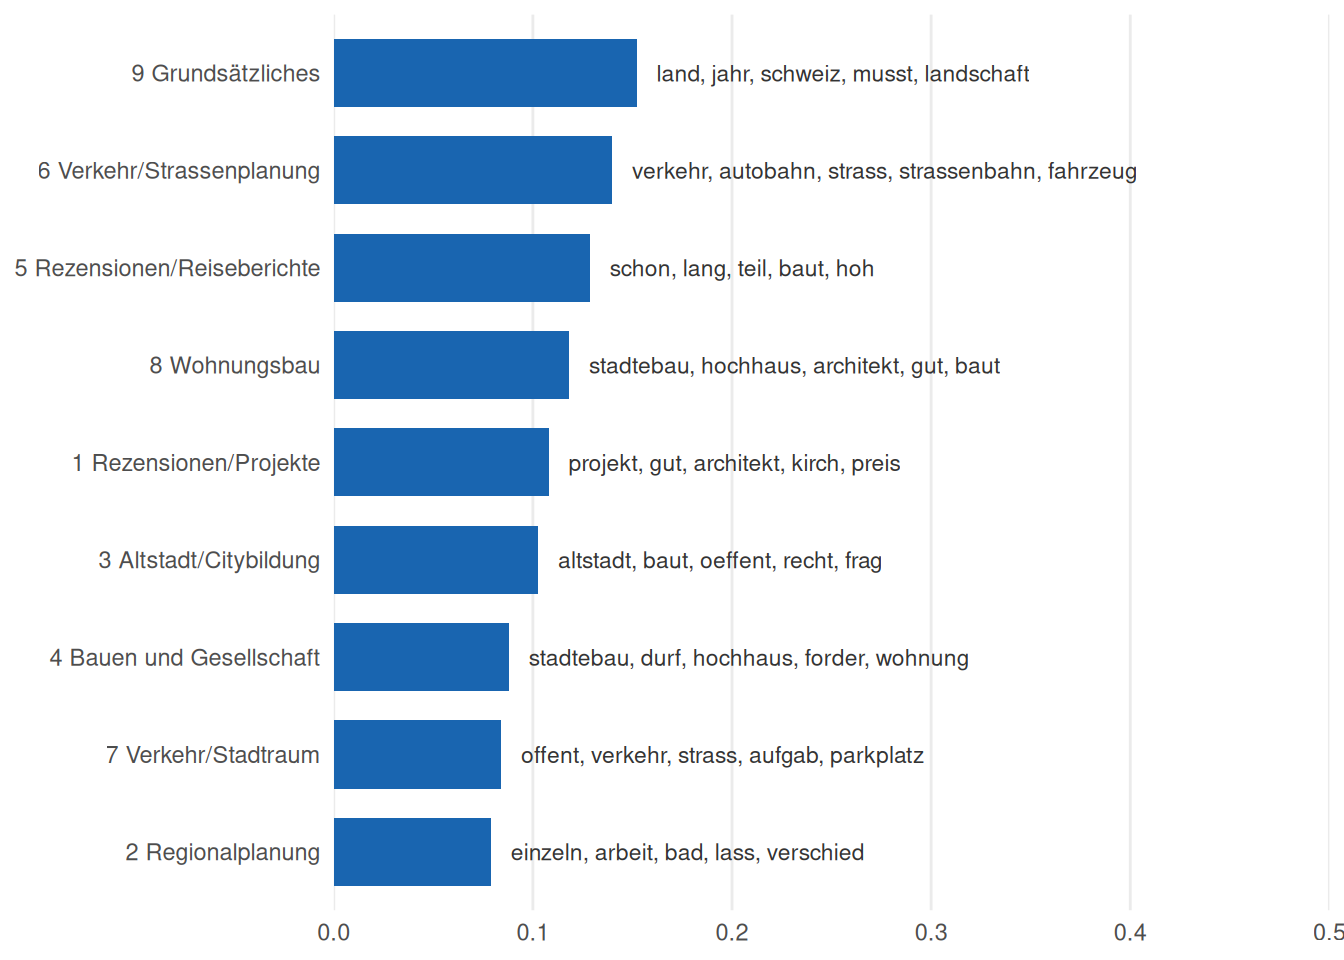 9 Grundsätzliches land, jahr, schweiz, musst, landschaft
6 Verkehr/Strassenplanung verkehr, autobahn, strass, strassenbahn, fahrzeug
5 Rezensionen/Reiseberichte schon, lang, teil, baut, hoh
8 Wohnungsbau stadtebau, hochhaus, architekt, gut, baut
1 Rezensionen/Projekte projekt, gut, architekt, kirch, preis
3 Altstadt/Citybildung altstadt, baut, oeffent, recht, frag
4 Bauen und Gesellschaft stadtebau, durf, hochhaus, forder, wohnung
7 Verkehr/Stadtraum offent, verkehr, strass, aufgab, parkplatz
2 Regionalplanung einzeln, arbeit, bad, lass, verschied
0.0 0.1 0.2 0.3 0.4 0.5